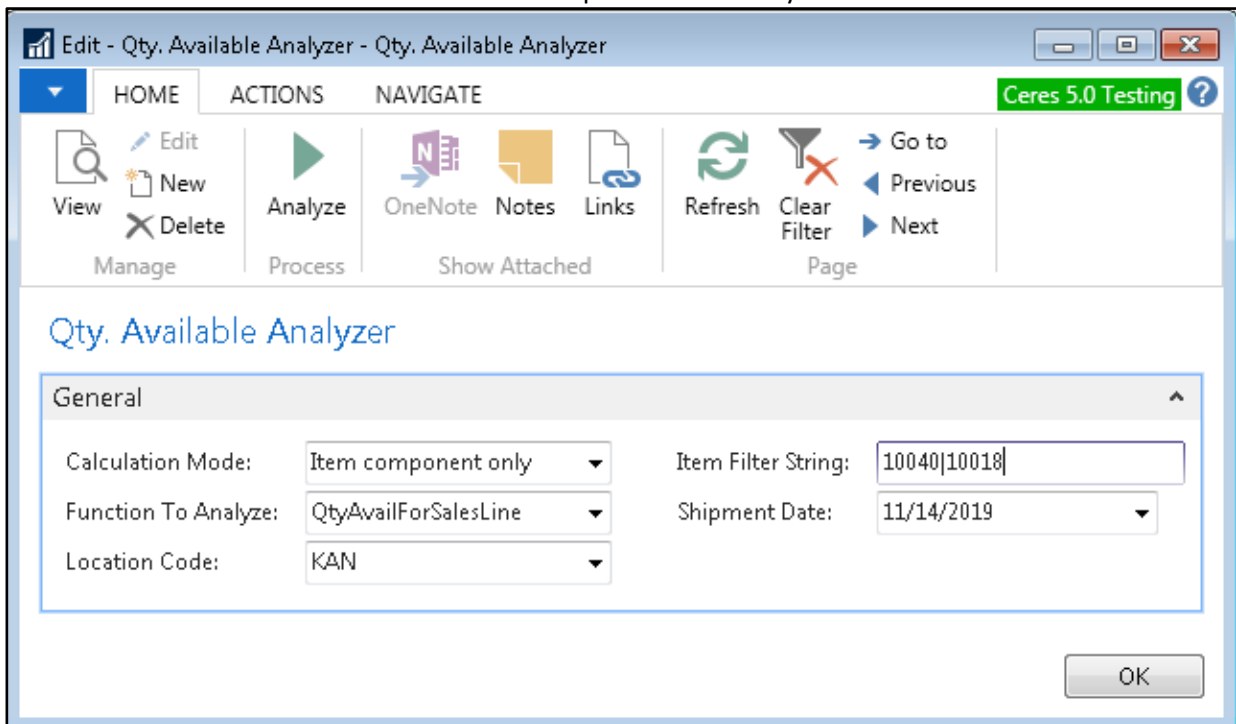 Edit - Qty. Available Analyzer - Qty. Available Analyzer
HOME ACTIONS NAVIGATE Ceres 5.0 Testing ?
View
Edit
New
Delete
Manage
Analyze
Process
OneNote Notes Links
Show Attached
Refresh Clear Filter
Go to
Previous
Next
Page
Qty. Available Analyzer
General
Calculation Mode: Item component only Item Filter String: 10040|10018
Function To Analyze: QtyAvailForSalesLine Shipment Date: 11/14/2019
Location Code: KAN
OK